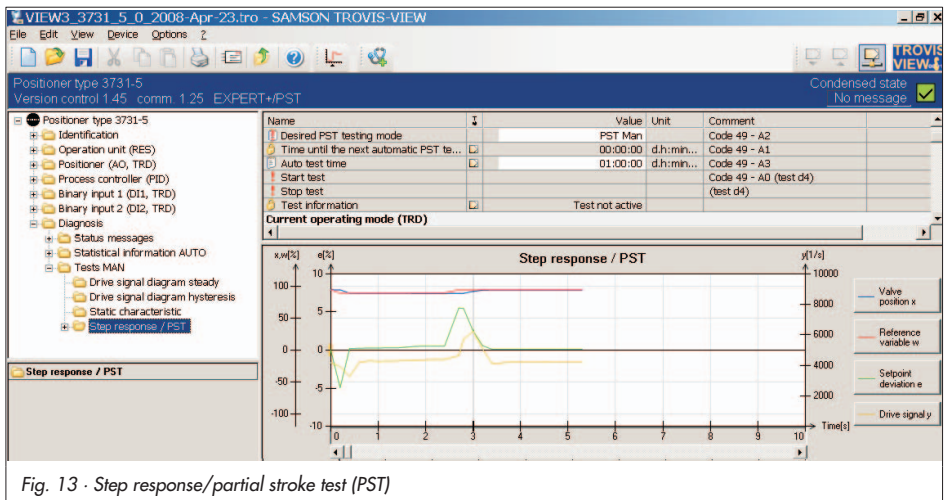 VIEW3_3731_5_0_2008-Apr-23.tro - SAMSON TROVIS-VIEW
File Edit View Device Options ?
TROVIS
VIEW
Positioner type 3731-5
Version control 1.45 comm. 1.25 EXPERT+/PST
Condensed state
No message
Positioner type 3731-5
Identification
Operation unit (RES)
Positioner (AO, TRD)
Process controller (PID)
Binary input 1 (DI1, TRD)
Binary input 2 (DI2, TRD)
Diagnosis
Status messages
Statistical information AUTO
Tests MAN
Drive signal diagram steady
Drive signal diagram hysteresis
Static characteristic
Step response / PST
Step response / PST
Name Value Unit Comment
Desired PST testing mode PST Man Code 49 - A2
Time until the next automatic PST te... 00:00:00 d.h:min... Code 49 - A1
Auto test time 01:00:00 d.h:min... Code 49 - A3
Start test Code 49 - A0 (test d4)
Stop test (test d4)
Test information Test not active
Current operating mode (TRD)
x,w[%] e[%] Step response / PST y[1/s]
10 10000
100
8000
50 5
6000
0 0
4000
-50 -5
2000
-100
-10 Time[s]
0 1 2 3 4 5 6 7 8 9 10
Valve
position x
Reference
variable w
Setpoint
deviation e
Drive signal y
Fig. 13 · Step response/partial stroke test (PST)